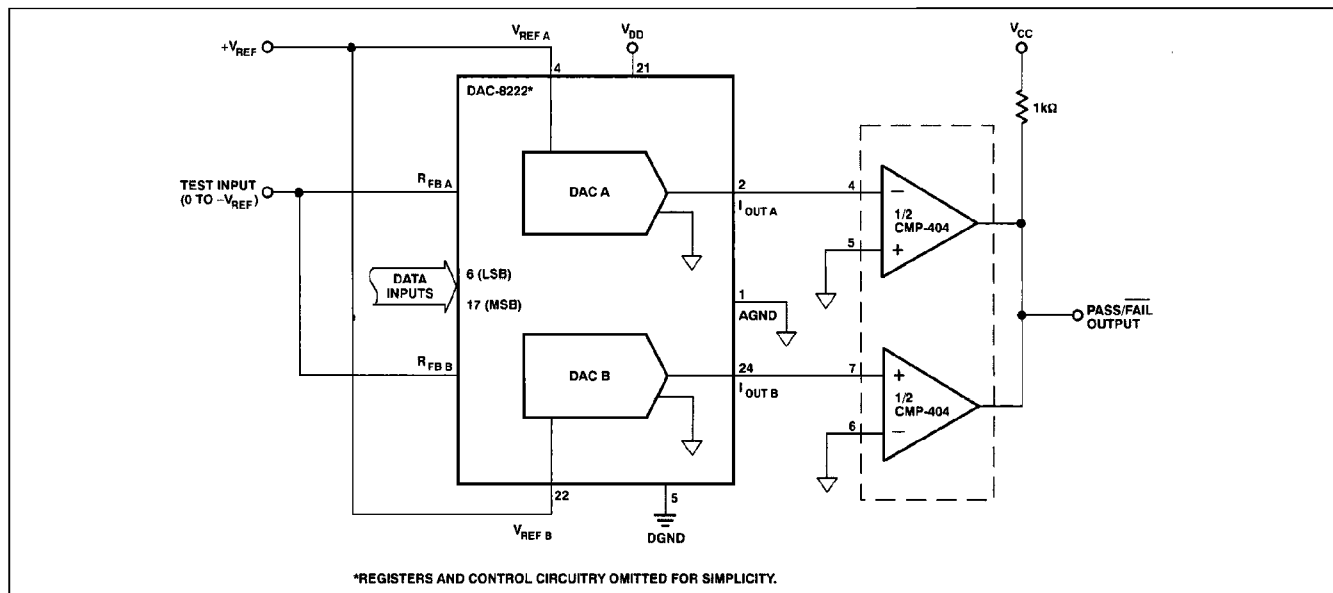 +V_REF
V_REF A
4
V_DD
21
V_CC
1kΩ
DAC-8222*
TEST INPUT
(0 TO –V_REF)
R_FB A
DAC A
2
I_OUT A
4
–
1/2
CMP-404
5
+
DATA
INPUTS
6 (LSB)
17 (MSB)
1
AGND
PASS/F̅A̅I̅L̅
OUTPUT
R_FB B
DAC B
24
I_OUT B
7
+
1/2
CMP-404
6
–
22
V_REF B
5
DGND
*REGISTERS AND CONTROL CIRCUITRY OMITTED FOR SIMPLICITY.